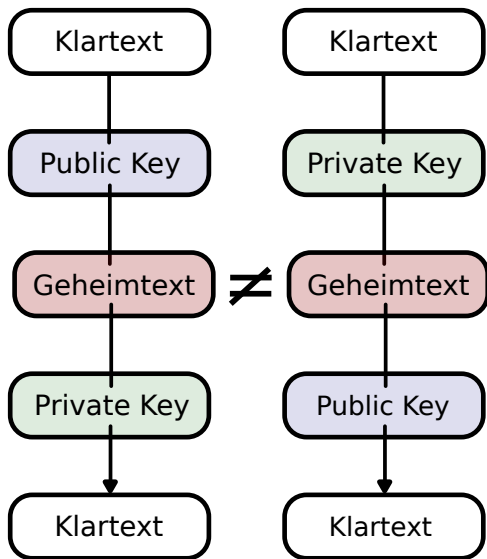 Klartext
Public Key
Geheimtext
Private Key
Klartext
≠
Klartext
Private Key
Geheimtext
Public Key
Klartext